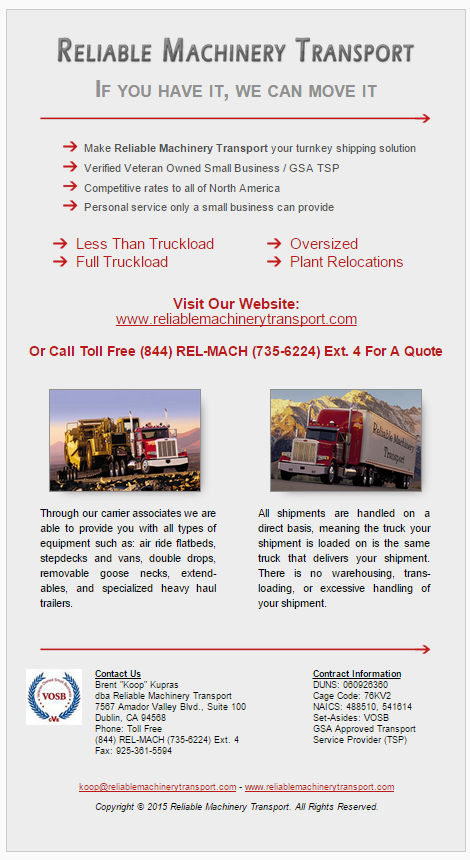 RELIABLE MACHINERY TRANSPORT
IF YOU HAVE IT, WE CAN MOVE IT
Make Reliable Machinery Transport your turnkey shipping solution
Verified Veteran Owned Small Business / GSA TSP
Competitive rates to all of North America
Personal service only a small business can provide
Less Than Truckload
Full Truckload
Oversized
Plant Relocations
Visit Our Website:
www.reliablemachinerytransport.com
Or Call Toll Free (844) REL-MACH (735-6224) Ext. 4 For A Quote
Reliable Machinery
Transport
Through our carrier associates we are
able to provide you with all types of
equipment such as: air ride flatbeds,
stepdecks and vans, double drops,
removable goose necks, extend-
ables, and specialized heavy haul
trailers.
All shipments are handled on a
direct basis, meaning the truck your
shipment is loaded on is the same
truck that delivers your shipment.
There is no warehousing, trans-
loading, or excessive handling of
your shipment.
VOSB
Contact Us
Brent "Koop" Kupras
dba Reliable Machinery Transport
7567 Amador Valley Blvd., Suite 100
Dublin, CA 94568
Phone: Toll Free
(844) REL-MACH (735-6224) Ext. 4
Fax: 925-361-5594
Contract Information
DUNS: 060926360
Cage Code: 76KV2
NAICS: 488510, 541614
Set-Asides: VOSB
GSA Approved Transport
Service Provider (TSP)
koop@reliablemachinerytransport.com - www.reliablemachinerytransport.com
Copyright © 2015 Reliable Machinery Transport. All Rights Reserved.